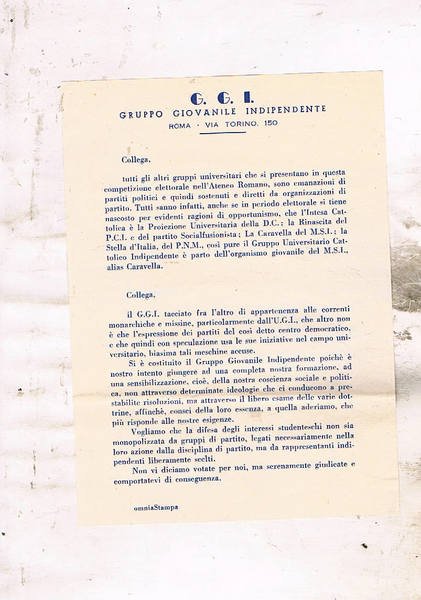 G. G. I.
GRUPPO GIOVANILE INDIPENDENTE
ROMA - VIA TORINO, 150
Collega,
tutti gli altri gruppi universitari che si presentano in questa
competizione elettorale nell'Ateneo Romano, sono emanazioni di
partiti politici e quindi sostenuti e diretti da organizzazioni di
partito. Tutti sanno infatti, anche se in periodo elettorale si tiene
nascosto per evidenti ragioni di opportunismo, che l'Intesa Cat-
tolica è la Proiezione Universitaria della D.C.; la Rinascita del
P.C.I. e del partito Socialfusionista; La Caravella del M.S.I.; la
Stella d'Italia, del P.N.M., così pure il Gruppo Universitario Cat-
tolico Indipendente è parto dell'organismo giovanile del M.S.I.,
alias Caravella.
Collega,
il G.G.I. tacciato fra l'altro di appartenenza alle correnti
monarchiche e missine, particolarmente dall'U.G.I., che altro non
è che l'espressione dei partiti del così detto centro democratico,
e che quindi con speculazione usa le sue iniziative nel campo uni-
versitario, biasima tali meschine accuse.
Si è costituito il Gruppo Giovanile Indipendente poichè è
nostro intento giungere ad una completa nostra formazione, ad
una sensibilizzazione, cioè, della nostra coscienza sociale e politi-
ca, non attraverso determinate ideologie che ci conducono a pre-
stabilite risoluzioni, ma attraverso il libero esame delle varie dot-
trine, affinchè, consci della loro essenza, a quella aderiamo, che
più risponde alle nostre esigenze.
Vogliamo che la difesa degli interessi studenteschi non sia
monopolizzata da gruppi di partito, legati necessariamente nella
loro azione dalla disciplina di partito, ma da rappresentanti indi-
pendenti liberamente scelti.
Non vi diciamo votate per noi, ma serenamente giudicate e
comportatevi di conseguenza.
omniaStampa